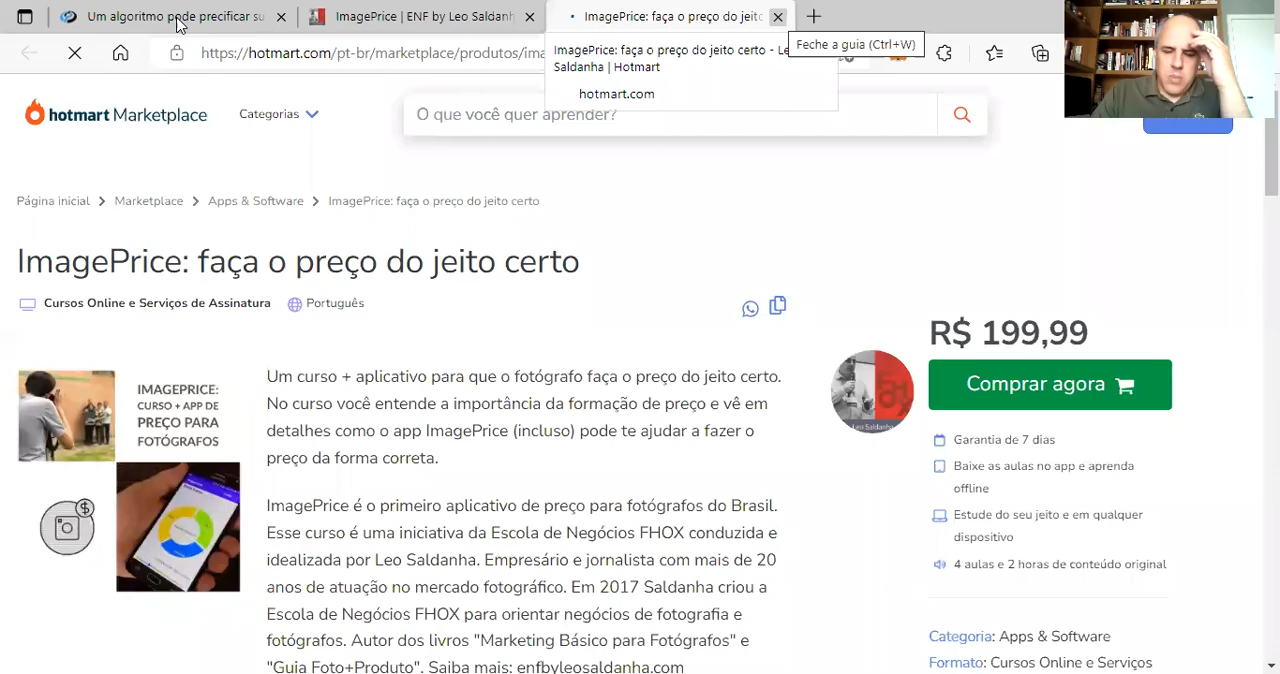 Um algoritmo pode precificar su
ImagePrice | ENF by Leo Saldanh
ImagePrice: faça o preço do jeito
https://hotmart.com/pt-br/marketplace/produtos/ima
ImagePrice: faça o preço do jeito certo - Le
Saldanha | Hotmart
hotmart.com
Feche a guia (Ctrl+W)
hotmart Marketplace
Categorias
O que você quer aprender?
Página inicial > Marketplace > Apps & Software > ImagePrice: faça o preço do jeito certo
ImagePrice: faça o preço do jeito certo
Cursos Online e Serviços de Assinatura
Português
IMAGEPRICE:
CURSO + APP DE
PREÇO PARA
FOTÓGRAFOS
$
Um curso + aplicativo para que o fotógrafo faça o preço do jeito certo.
No curso você entende a importância da formação de preço e vê em
detalhes como o app ImagePrice (incluso) pode te ajudar a fazer o
preço da forma correta.
ImagePrice é o primeiro aplicativo de preço para fotógrafos do Brasil.
Esse curso é uma iniciativa da Escola de Negócios FHOX conduzida e
idealizada por Leo Saldanha. Empresário e jornalista com mais de 20
anos de atuação no mercado fotográfico. Em 2017 Saldanha criou a
Escola de Negócios FHOX para orientar negócios de fotografia e
fotógrafos. Autor dos livros "Marketing Básico para Fotógrafos" e
"Guia Foto+Produto". Saiba mais: enfbyleosaldanha.com
Leo Saldanha
R$ 199,99
Comprar agora
Garantia de 7 dias
Baixe as aulas no app e aprenda
offline
Estude do seu jeito e em qualquer
dispositivo
4 aulas e 2 horas de conteúdo original
Categoria: Apps & Software
Formato: Cursos Online e Serviços